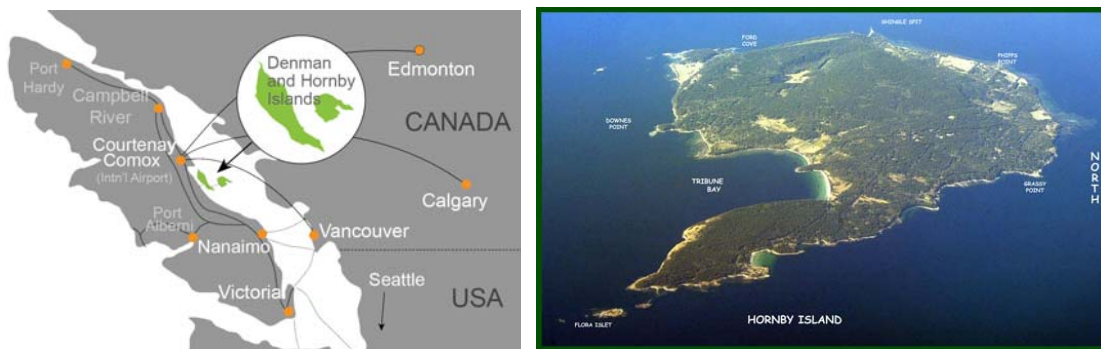 Denman
and Hornby
Islands
Edmonton
Port
Hardy
Campbell
River
CANADA
Courtenay
Comox
(Intn'l Airport)
Calgary
Port
Alberni
Nanaimo
Vancouver
Victoria
Seattle
USA
SHINGLE SPIT
FORD
COVE
PHIPPS
POINT
DOWNES
POINT
TRIBUNE
BAY
GRASSY
POINT
NORTH
FLORA ISLET
HORNBY ISLAND